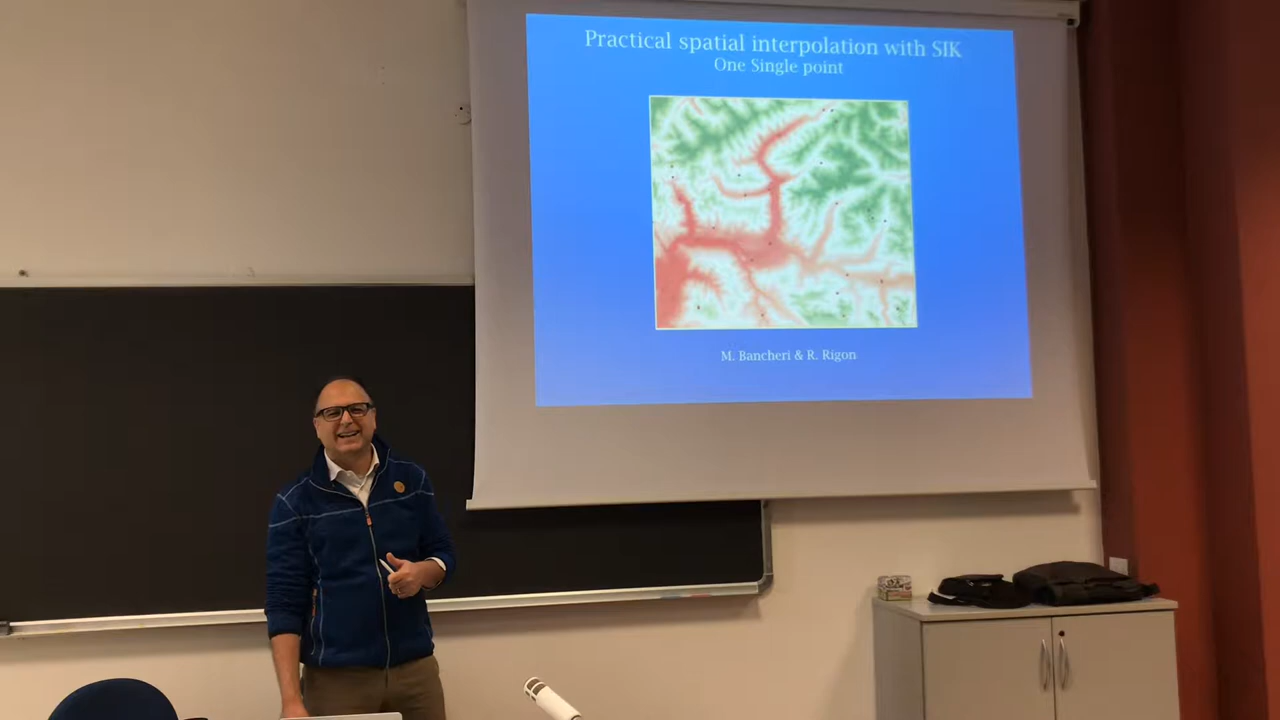 Practical spatial interpolation with SIK
One Single point
M. Bancheri & R. Rigon